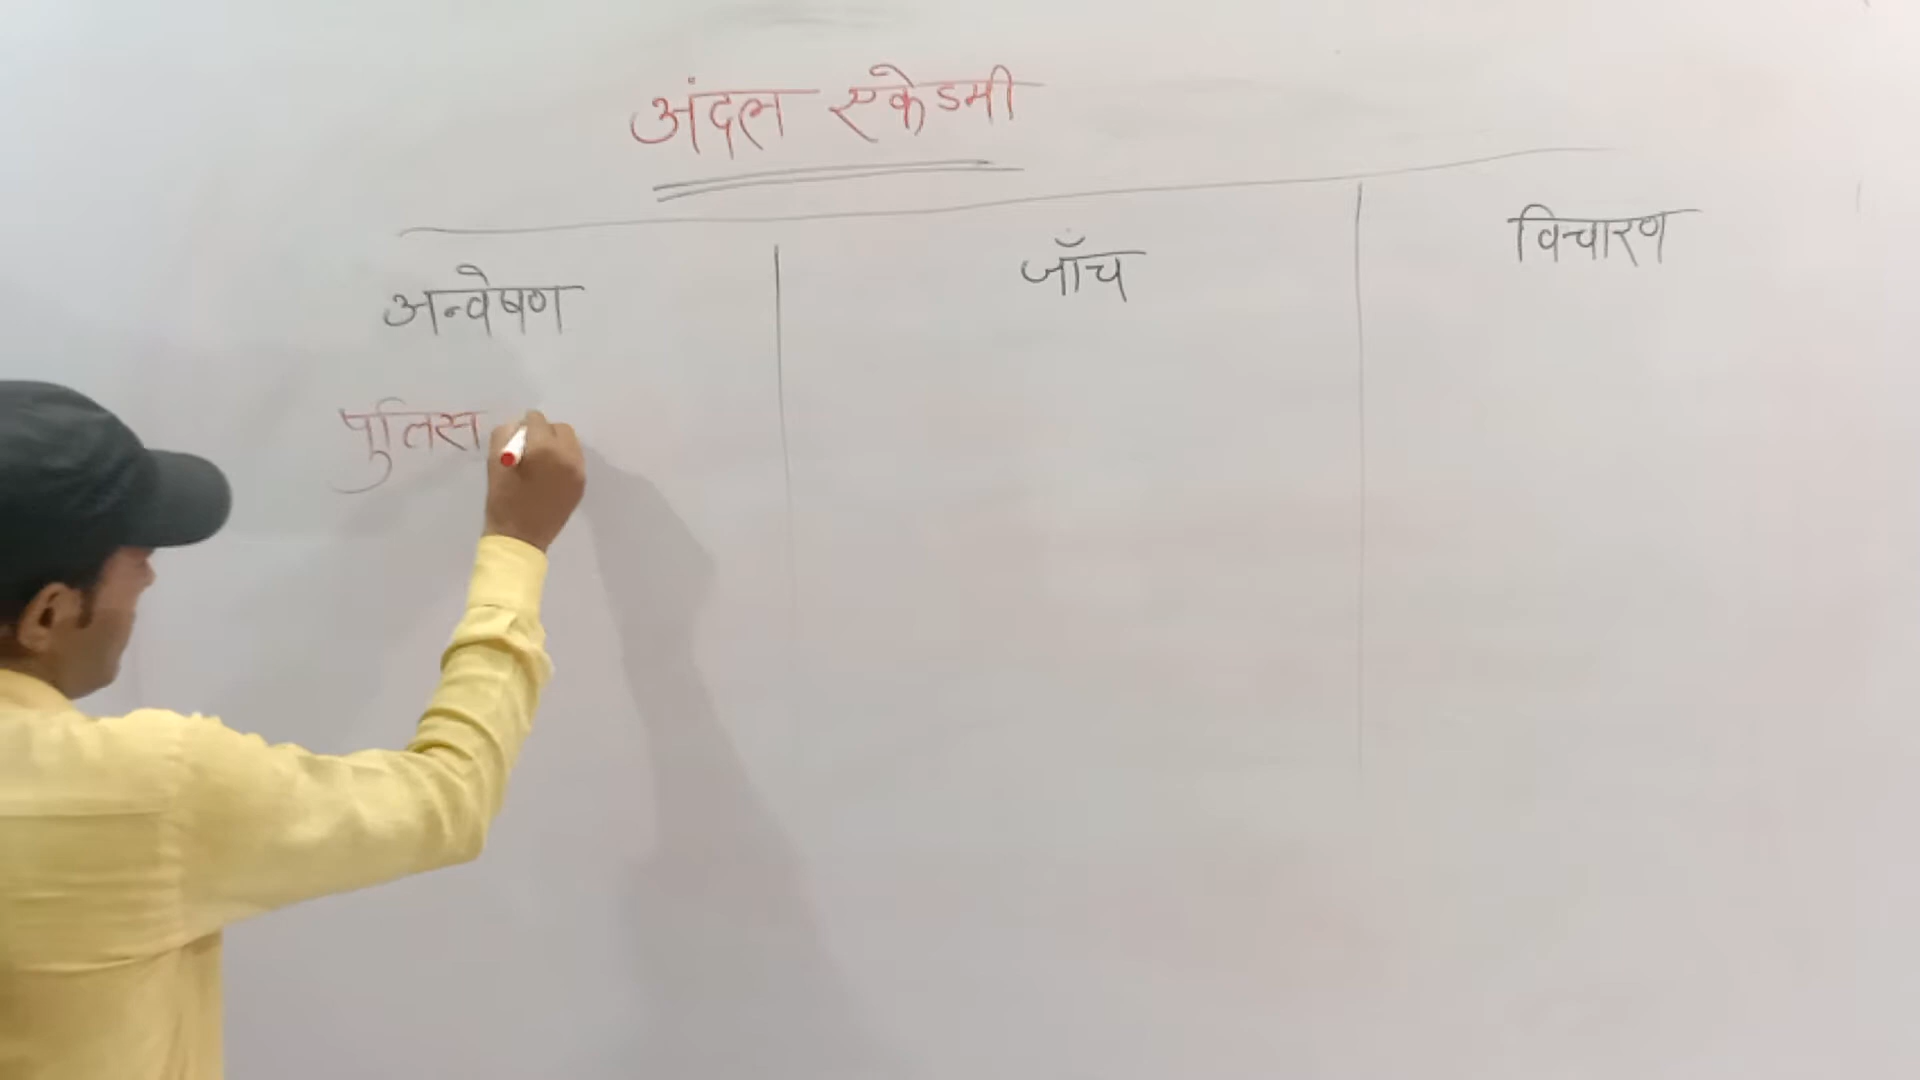 अंदल एकेडमी
अन्वेषण
जाँच
विचारण
पुलिस